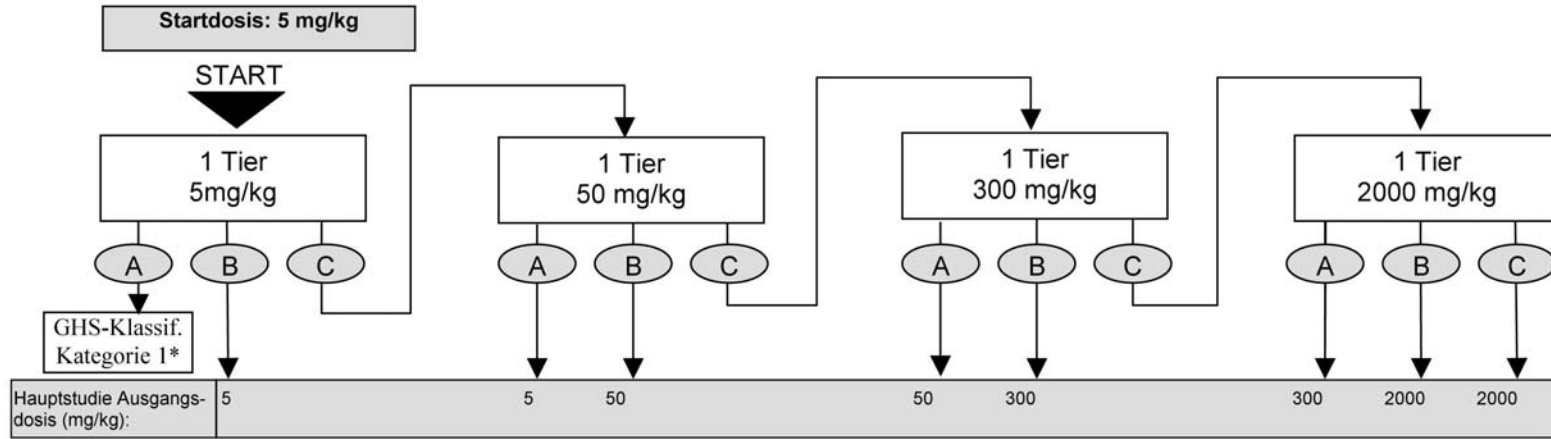 Startdosis: 5 mg/kg
START
1 Tier
5mg/kg
1 Tier
50 mg/kg
1 Tier
300 mg/kg
1 Tier
2000 mg/kg
A B C
A B C
A B C
A B C
GHS-Klassif.
Kategorie 1*
Hauptstudie Ausgangs-
dosis (mg/kg):
5 5 50 50 300 300 2000 2000